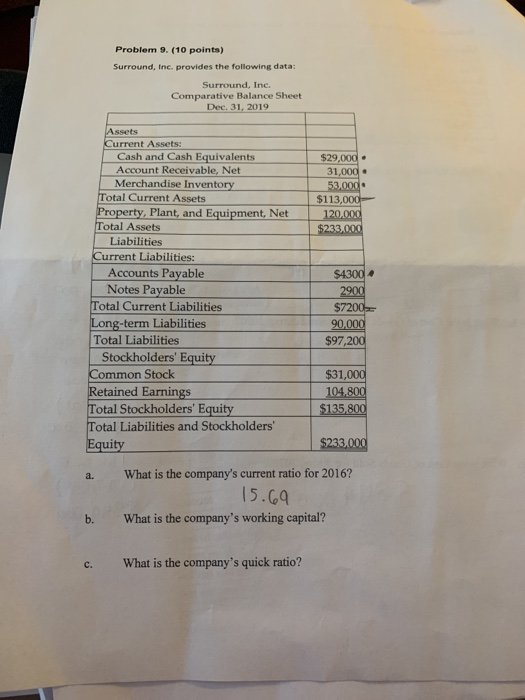 Problem 9. (10 points)
Surround, Inc. provides the following data:
Surround, Inc.
Comparative Balance Sheet
Dec. 31, 2019
Assets
Current Assets:
Cash and Cash Equivalents $29,000
Account Receivable, Net 31,000
Merchandise Inventory 53,000
Total Current Assets $113,000
Property, Plant, and Equipment, Net 120,000
Total Assets $233,000
Liabilities
Current Liabilities:
Accounts Payable $4300
Notes Payable 2900
Total Current Liabilities $7200
Long-term Liabilities 90,000
Total Liabilities $97,200
Stockholders' Equity
Common Stock $31,000
Retained Earnings 104,800
Total Stockholders' Equity $135,800
Total Liabilities and Stockholders'
Equity $233,000
a. What is the company's current ratio for 2016?
15.69
b. What is the company's working capital?
c. What is the company's quick ratio?